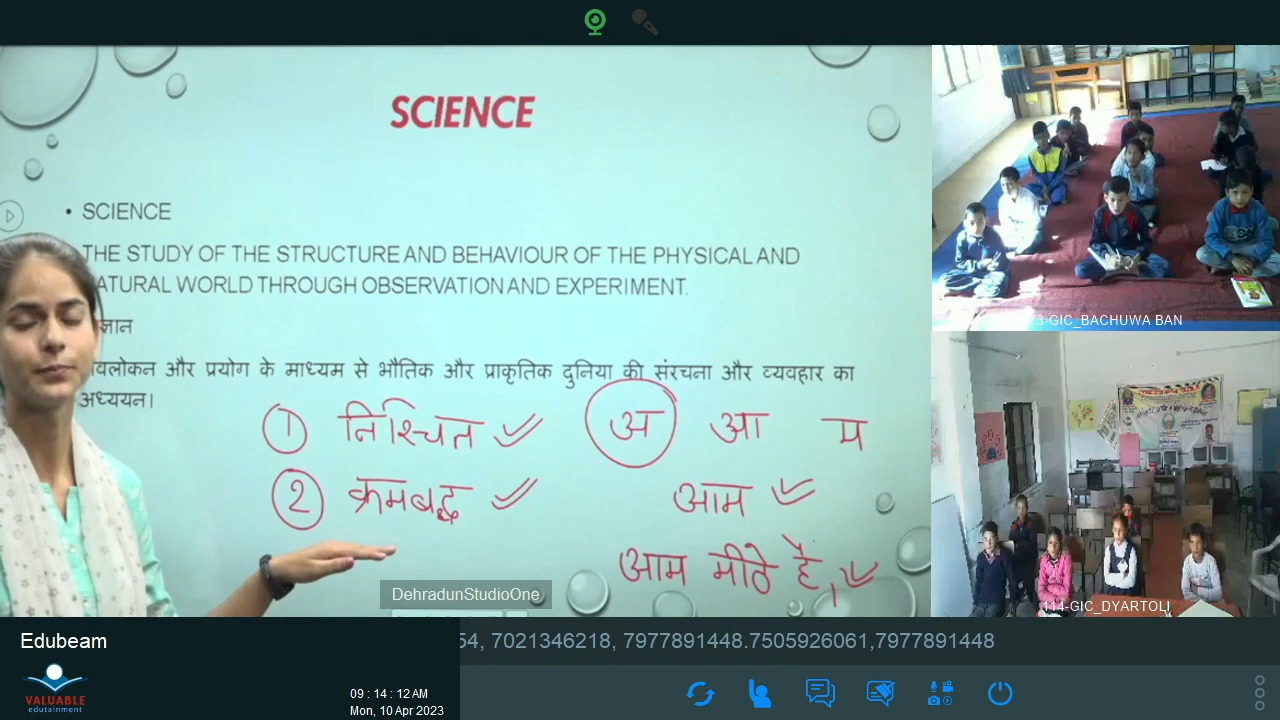 SCIENCE
• SCIENCE
THE STUDY OF THE STRUCTURE AND BEHAVIOUR OF THE PHYSICAL AND
ATURAL WORLD THROUGH OBSERVATION AND EXPERIMENT.
ज्ञान
वलोकन और प्रयोग के माध्यम से भौतिक और प्राकृतिक दुनिया की संरचना और व्यवहार का
अध्ययन।
1 निश्चित अ आ म
2 क्रमबद्ध आम
आम मीठे हैं,
DehradunStudioOne
3-GIC_BACHUWA BAN
114-GIC_DYARTOLI
Edubeam
54, 7021346218, 7977891448.7505926061,7977891448
VALUABLE
edutainment
09 : 14 : 12 AM
Mon, 10 Apr 2023